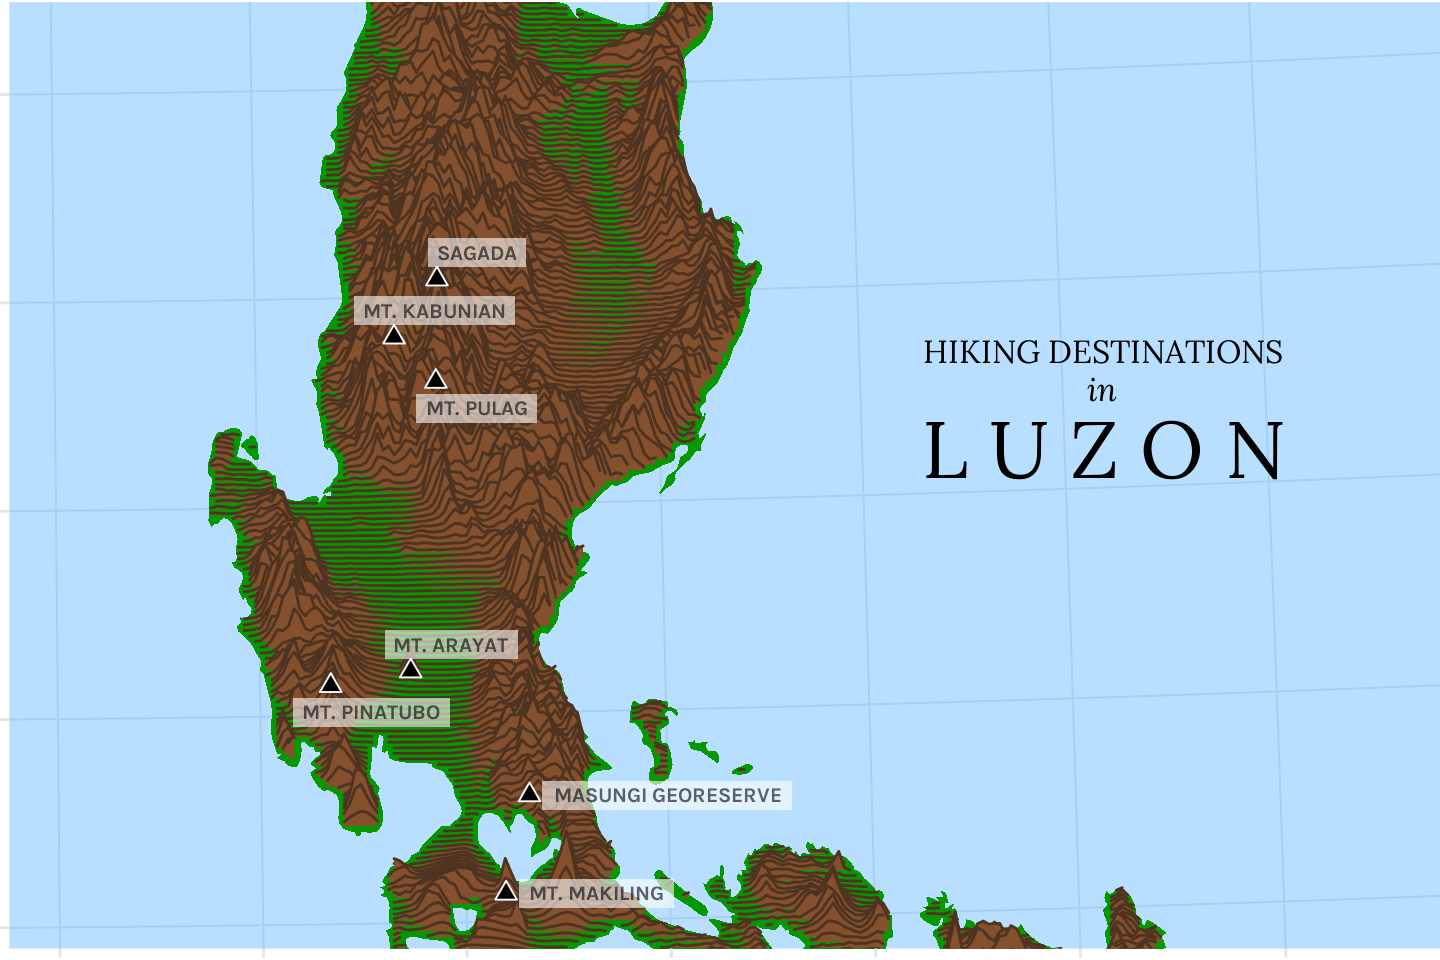 SAGADA
MT. KABUNIAN
HIKING DESTINATIONS
in
LUZON
MT. PULAG
MT. ARAYAT
MT. PINATUBO
MASUNGI GEORESERVE
MT. MAKILING